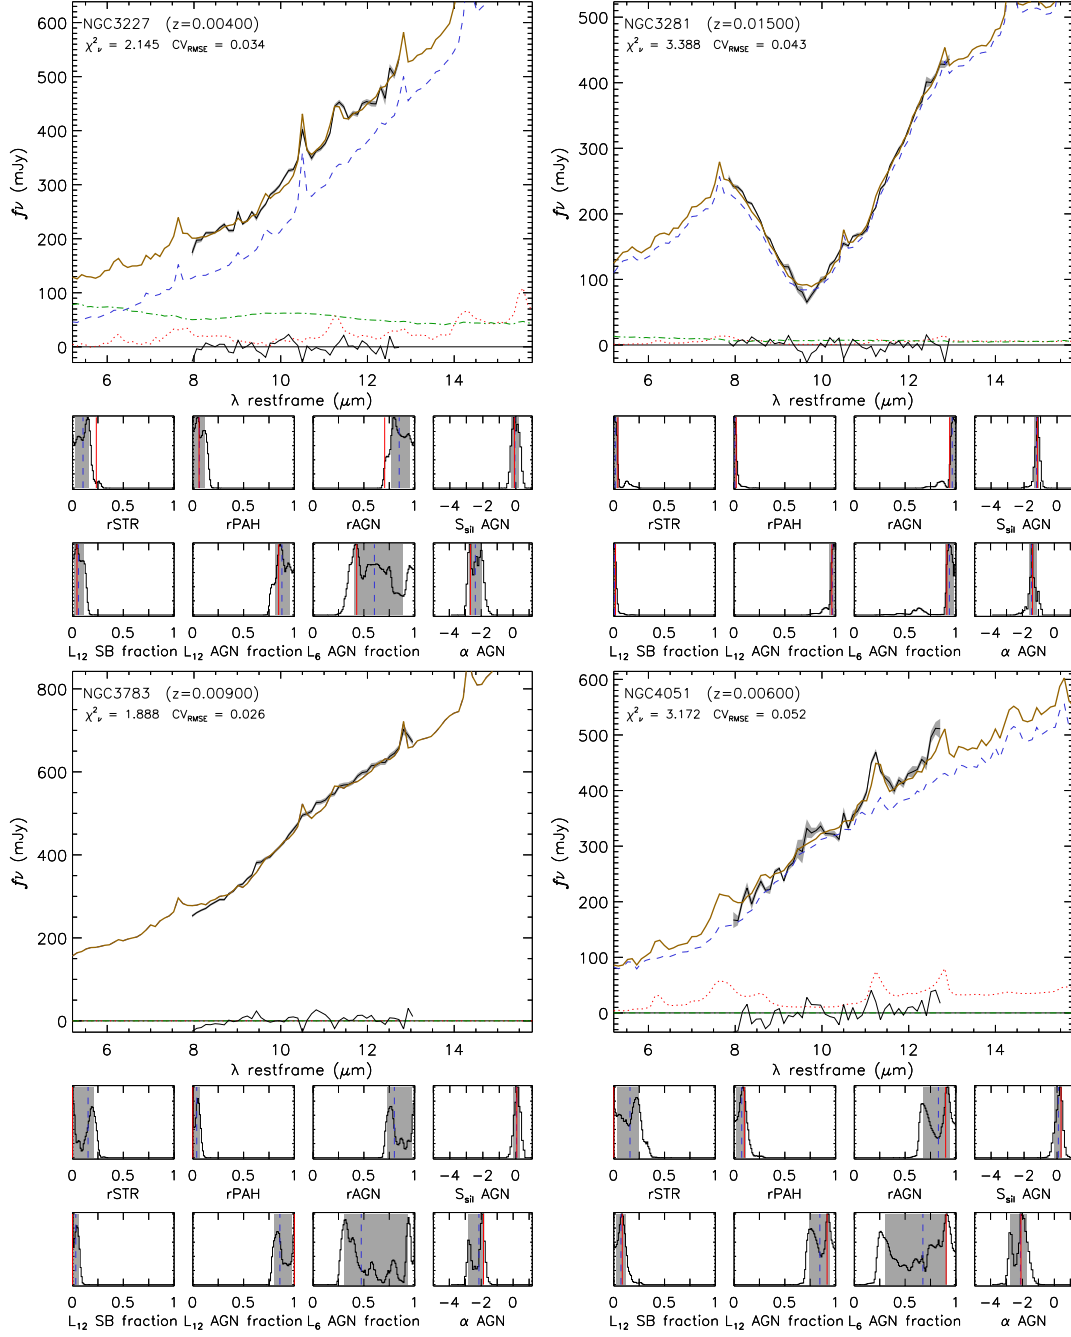 NGC3227 (z=0.00400)
χ²ν = 2.145 CVRMSE = 0.034
fν (mJy)
600
500
400
300
200
100
0
6 8 10 12 14
λ restframe (μm)
NGC3281 (z=0.01500)
χ²ν = 3.388 CVRMSE = 0.043
fν (mJy)
500
400
300
200
100
0
6 8 10 12 14
λ restframe (μm)
0 0.5 1 0 0.5 1 0 0.5 1 −4 −2 0
rSTR rPAH rAGN Ssil AGN
0 0.5 1 0 0.5 1 0 0.5 1 −4 −2 0
L12 SB fraction L12 AGN fraction L6 AGN fraction α AGN
0 0.5 1 0 0.5 1 0 0.5 1 −4 −2 0
rSTR rPAH rAGN Ssil AGN
0 0.5 1 0 0.5 1 0 0.5 1 −4 −2 0
L12 SB fraction L12 AGN fraction L6 AGN fraction α AGN
NGC3783 (z=0.00900)
χ²ν = 1.888 CVRMSE = 0.026
fν (mJy)
800
600
400
200
0
6 8 10 12 14
λ restframe (μm)
NGC4051 (z=0.00600)
χ²ν = 3.172 CVRMSE = 0.052
fν (mJy)
600
500
400
300
200
100
0
6 8 10 12 14
λ restframe (μm)
0 0.5 1 0 0.5 1 0 0.5 1 −4 −2 0
rSTR rPAH rAGN Ssil AGN
0 0.5 1 0 0.5 1 0 0.5 1 −4 −2 0
L12 SB fraction L12 AGN fraction L6 AGN fraction α AGN
0 0.5 1 0 0.5 1 0 0.5 1 −4 −2 0
rSTR rPAH rAGN Ssil AGN
0 0.5 1 0 0.5 1 0 0.5 1 −4 −2 0
L12 SB fraction L12 AGN fraction L6 AGN fraction α AGN